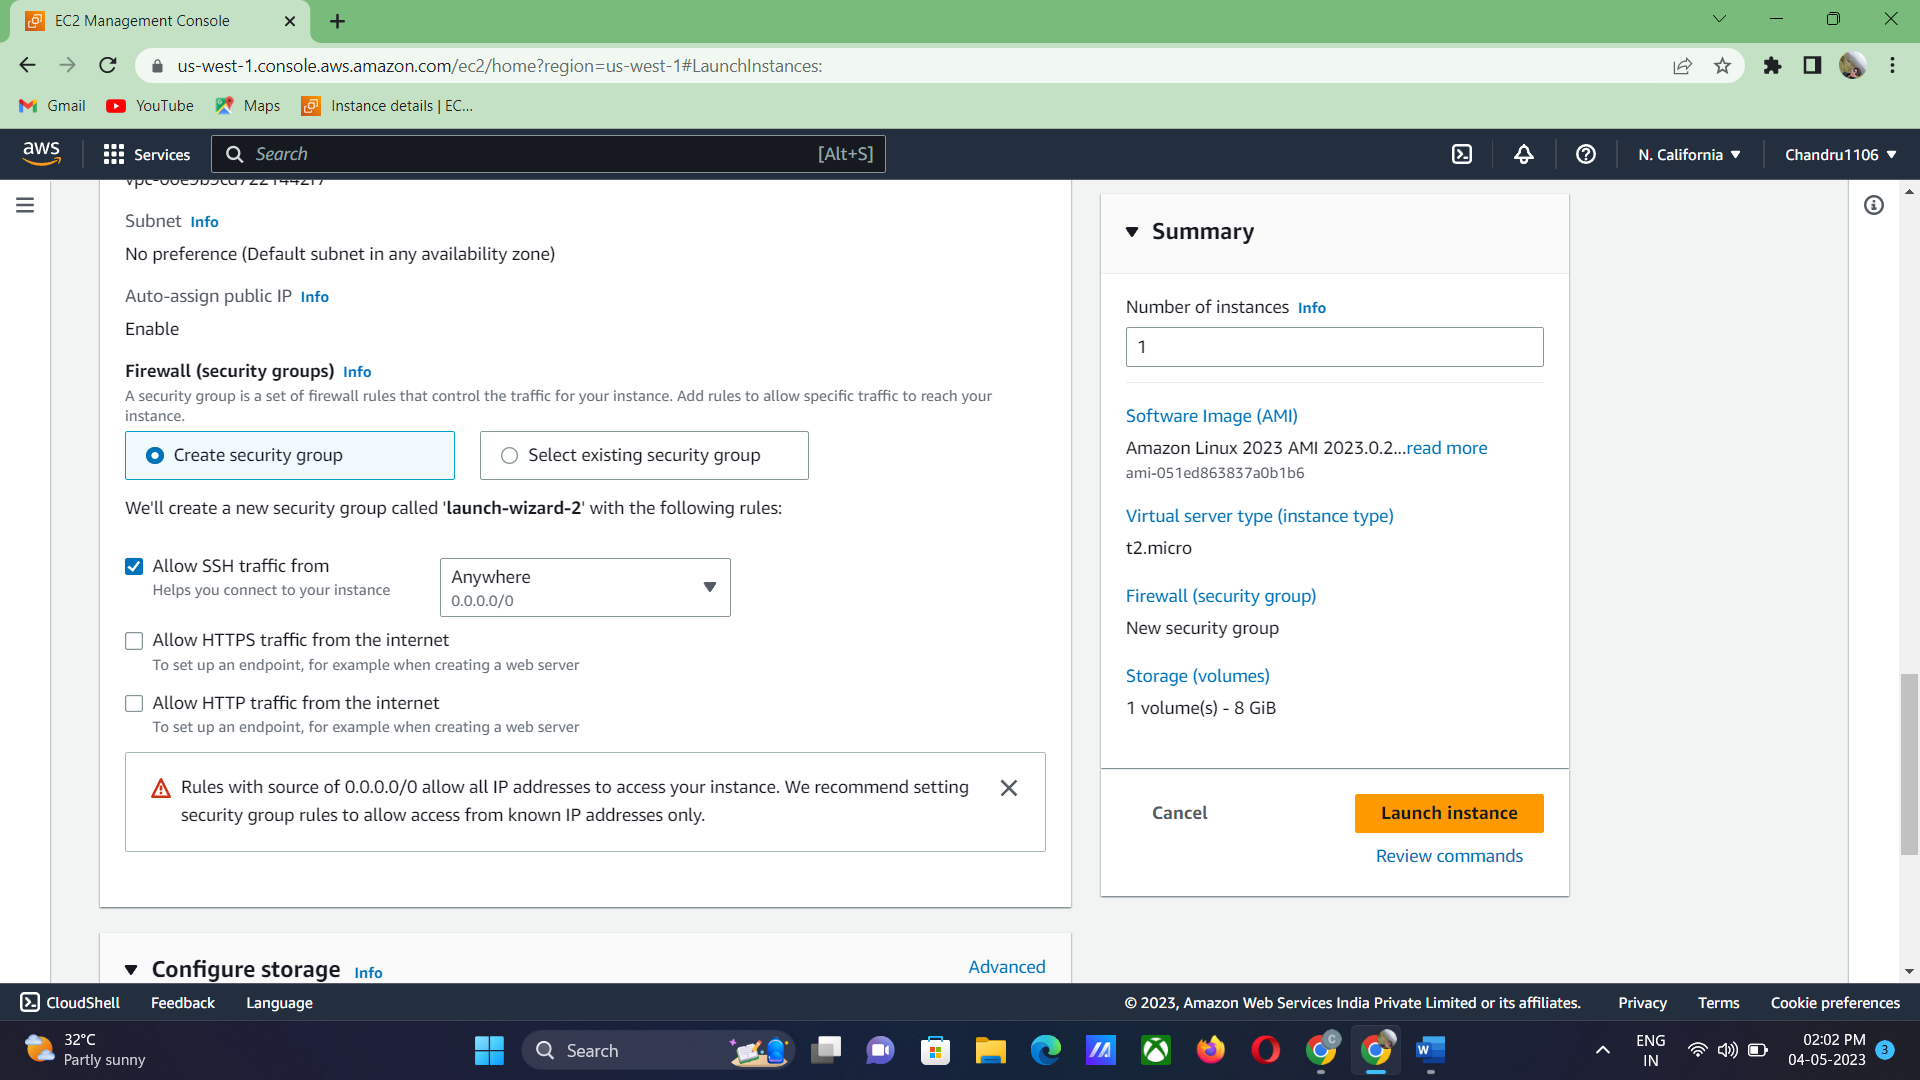 EC2 Management Console
us-west-1.console.aws.amazon.com/ec2/home?region=us-west-1#LaunchInstances:
Gmail
YouTube
Maps
Instance details | EC...
aws
Services
Search
[Alt+S]
N. California
Chandru1106
Subnet Info
No preference (Default subnet in any availability zone)
Auto-assign public IP Info
Enable
Firewall (security groups) Info
A security group is a set of firewall rules that control the traffic for your instance. Add rules to allow specific traffic to reach your
instance.
Create security group
Select existing security group
We'll create a new security group called 'launch-wizard-2' with the following rules:
Allow SSH traffic from
Helps you connect to your instance
Anywhere
0.0.0.0/0
Allow HTTPS traffic from the internet
To set up an endpoint, for example when creating a web server
Allow HTTP traffic from the internet
To set up an endpoint, for example when creating a web server
Rules with source of 0.0.0.0/0 allow all IP addresses to access your instance. We recommend setting
security group rules to allow access from known IP addresses only.
Configure storage Info
Advanced
Summary
Number of instances Info
1
Software Image (AMI)
Amazon Linux 2023 AMI 2023.0.2...read more
ami-051ed863837a0b1b6
Virtual server type (instance type)
t2.micro
Firewall (security group)
New security group
Storage (volumes)
1 volume(s) - 8 GiB
Cancel
Launch instance
Review commands
CloudShell
Feedback
Language
© 2023, Amazon Web Services India Private Limited or its affiliates.
Privacy
Terms
Cookie preferences
32°C
Partly sunny
Search
C
W
ENG
IN
02:02 PM
04-05-2023
3